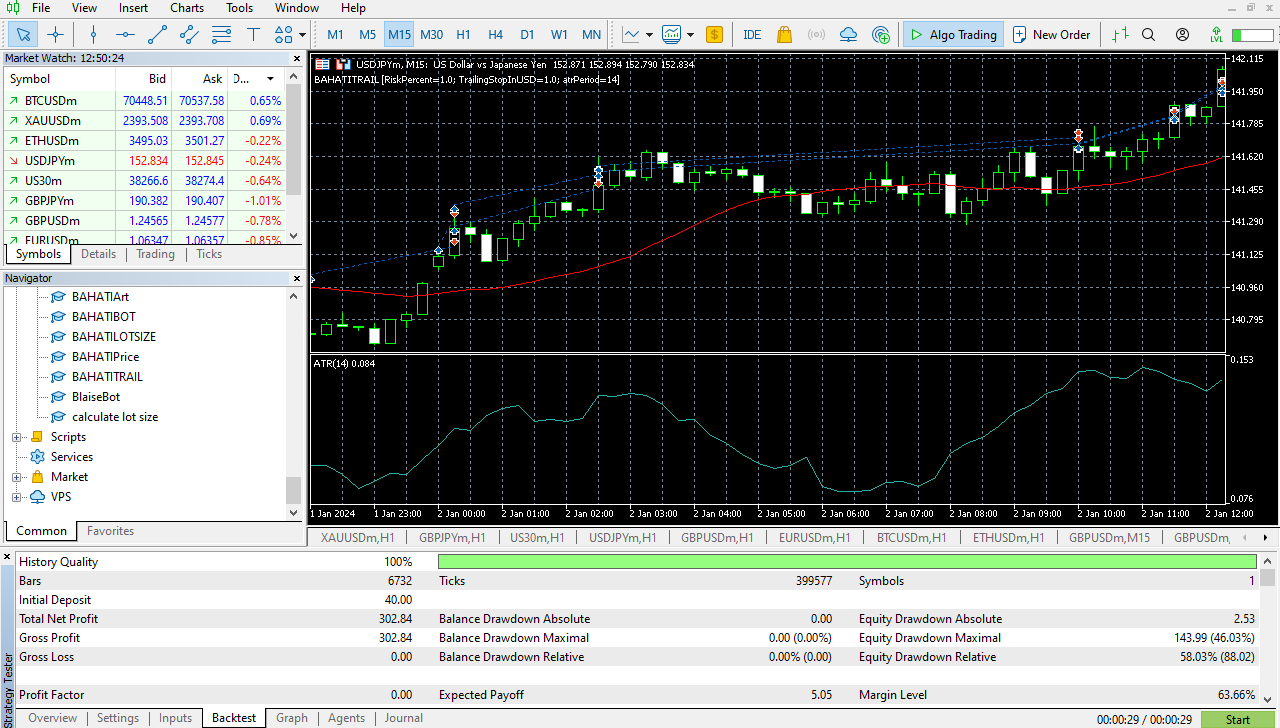 File View Insert Charts Tools Window Help
M1 M5 M15 M30 H1 H4 D1 W1 MN $ IDE Algo Trading New Order LVL
Market Watch: 12:50:24
Symbol Bid Ask D...
BTCUSDm 70448.51 70537.58 0.65%
XAUUSDm 2393.508 2393.708 0.69%
ETHUSDm 3495.03 3501.27 -0.22%
USDJPYm 152.834 152.845 -0.24%
US30m 38266.6 38274.4 -0.64%
GBPJPYm 190.382 190.407 -1.01%
GBPUSDm 1.24565 1.24577 -0.78%
EURUSDm 1.06347 1.06357 -0.85%
Symbols Details Trading Ticks
Navigator
BAHATIArt
BAHATIBOT
BAHATILOTSIZE
BAHATIPrice
BAHATITRAIL
BlaiseBot
calculate lot size
Scripts
Services
Market
VPS
Common Favorites
USDJPYm, M15: US Dollar vs Japanese Yen 152.871 152.894 152.790 152.834
BAHATITRAIL [RiskPercent=1.0; TrailingStopInUSD=1.0; atrPeriod=14]
142.115
141.950
141.785
141.620
141.455
141.290
141.125
140.960
140.795
ATR(14) 0.084
0.153
0.076
1 Jan 2024 1 Jan 23:00 2 Jan 00:00 2 Jan 01:00 2 Jan 02:00 2 Jan 03:00 2 Jan 04:00 2 Jan 05:00 2 Jan 06:00 2 Jan 07:00 2 Jan 08:00 2 Jan 09:00 2 Jan 10:00 2 Jan 11:00 2 Jan 12:00
XAUUSDm,H1 GBPJPYm,H1 US30m,H1 USDJPYm,H1 GBPUSDm,H1 EURUSDm,H1 BTCUSDm,H1 ETHUSDm,H1 GBPUSDm,M15 GBPUSDm,
History Quality 100%
Bars 6732 Ticks 399577 Symbols 1
Initial Deposit 40.00
Total Net Profit 302.84 Balance Drawdown Absolute 0.00 Equity Drawdown Absolute 2.53
Gross Profit 302.84 Balance Drawdown Maximal 0.00 (0.00%) Equity Drawdown Maximal 143.99 (46.03%)
Gross Loss 0.00 Balance Drawdown Relative 0.00% (0.00) Equity Drawdown Relative 58.03% (88.02)
Profit Factor 0.00 Expected Payoff 5.05 Margin Level 63.66%
Strategy Tester
Overview Settings Inputs Backtest Graph Agents Journal 00:00:29 / 00:00:29 Start